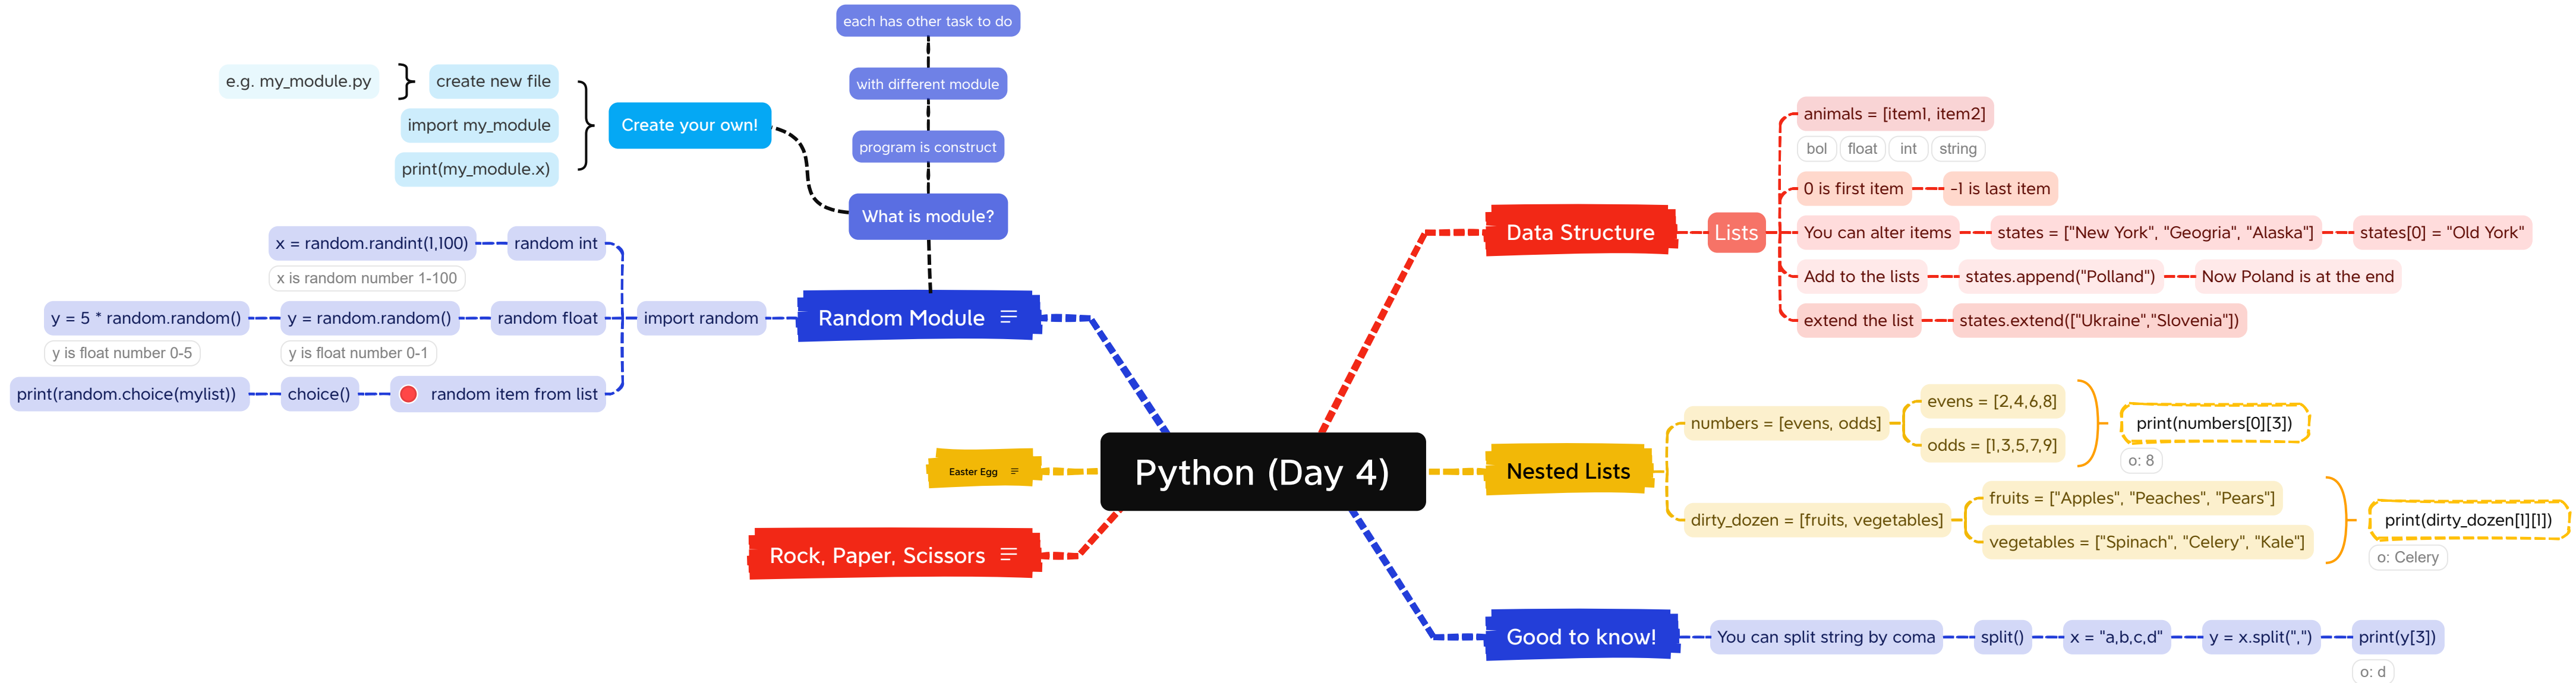 Python (Day 4)
Data Structure
Lists
animals = [item1, item2]
bol
float
int
string
0 is first item
-1 is last item
You can alter items
states = ["New York", "Geogria", "Alaska"]
states[0] = "Old York"
Add to the lists
states.append("Polland")
Now Poland is at the end
extend the list
states.extend(["Ukraine","Slovenia"])
Nested Lists
numbers = [evens, odds]
evens = [2,4,6,8]
odds = [1,3,5,7,9]
print(numbers[0][3])
o: 8
dirty_dozen = [fruits, vegetables]
fruits = ["Apples", "Peaches", "Pears"]
vegetables = ["Spinach", "Celery", "Kale"]
print(dirty_dozen[1][1])
o: Celery
Good to know!
You can split string by coma
split()
x = "a,b,c,d"
y = x.split(",")
print(y[3])
o: d
Random Module
What is module?
program is construct
with different module
each has other task to do
Create your own!
create new file
e.g. my_module.py
import my_module
print(my_module.x)
import random
random int
x = random.randint(1,100)
x is random number 1-100
random float
y = random.random()
y is float number 0-1
y = 5 * random.random()
y is float number 0-5
random item from list
choice()
print(random.choice(mylist))
Easter Egg
Rock, Paper, Scissors